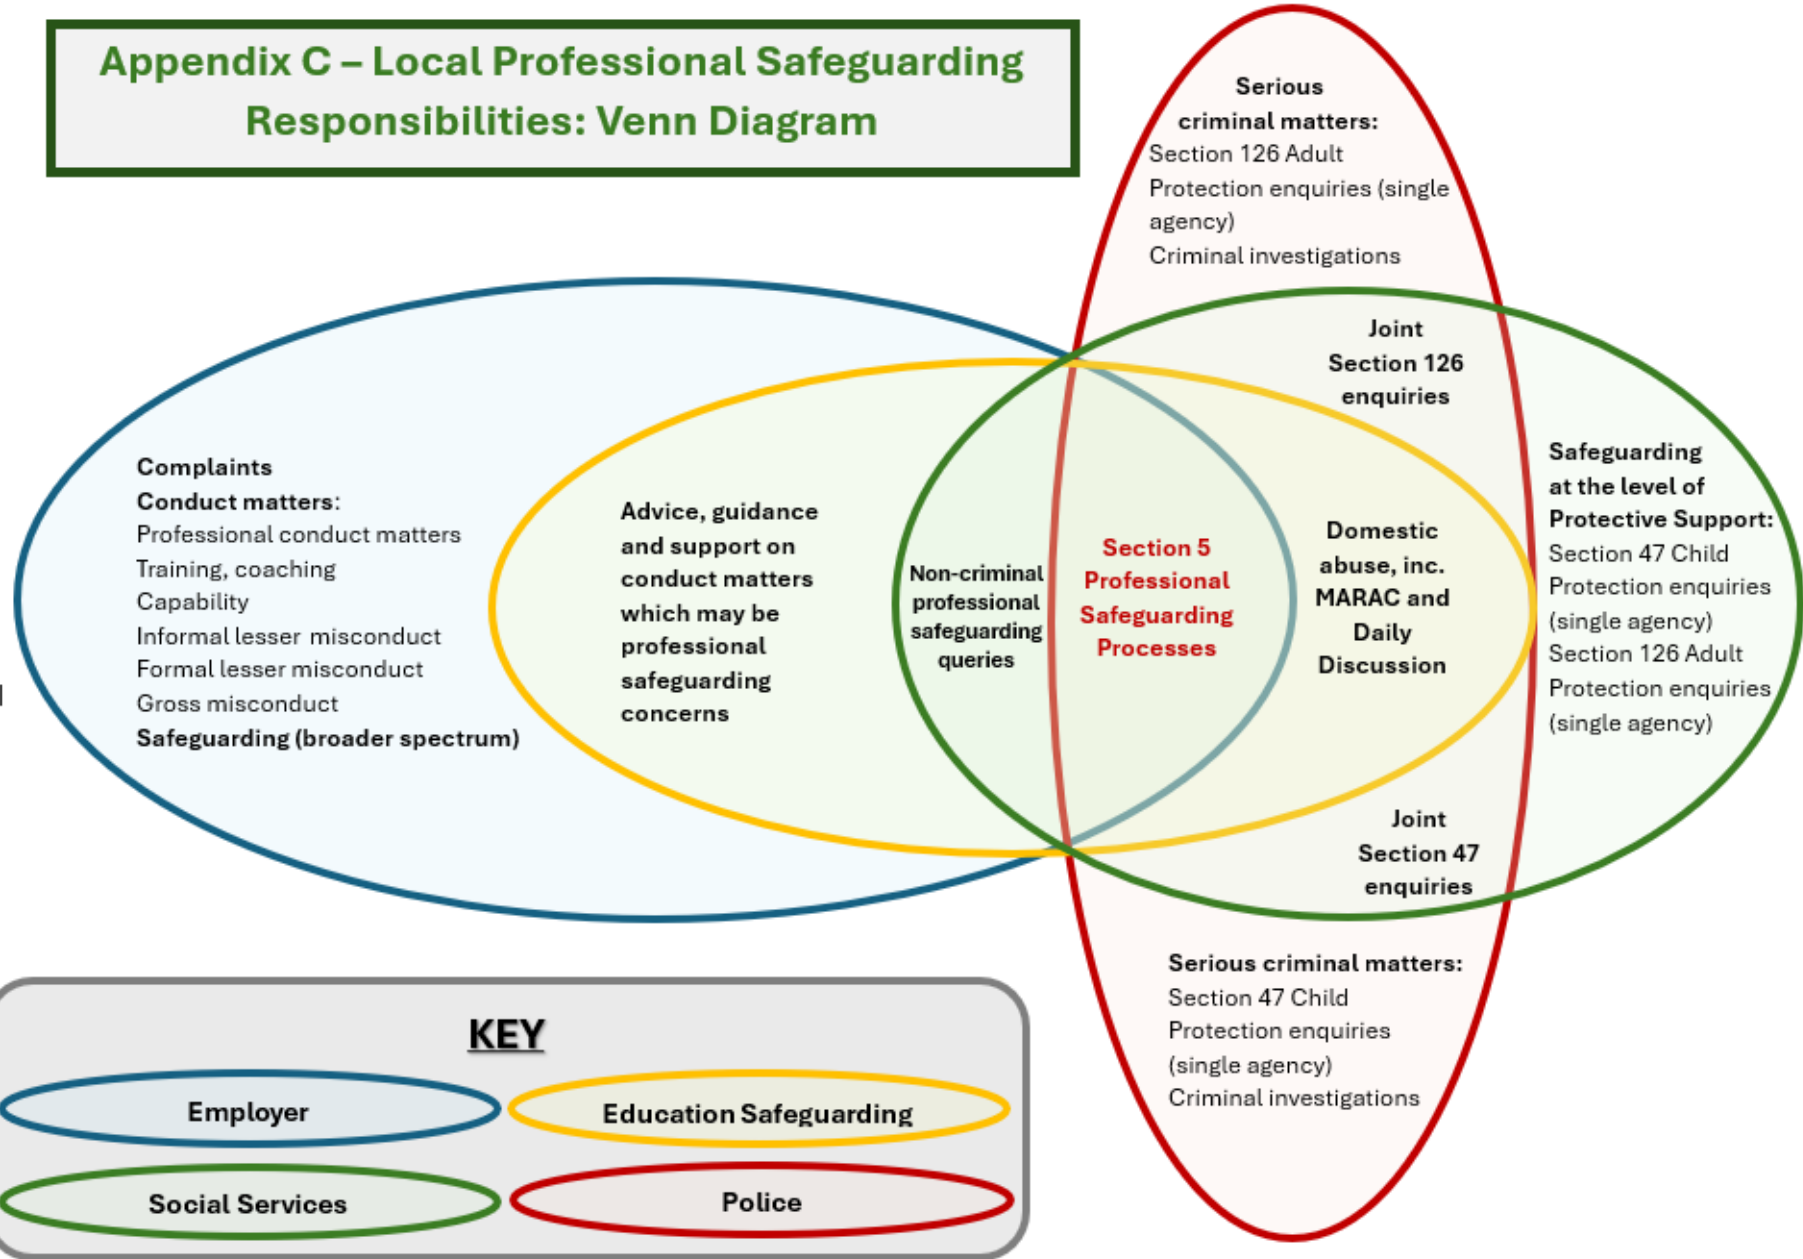 Appendix C – Local Professional Safeguarding
Responsibilities: Venn Diagram
Serious
criminal matters:
Section 126 Adult
Protection enquiries (single
agency)
Criminal investigations
Joint
Section 126
enquiries
Complaints
Conduct matters:
Professional conduct matters
Training, coaching
Capability
Informal lesser misconduct
Formal lesser misconduct
Gross misconduct
Safeguarding (broader spectrum)
Advice, guidance
and support on
conduct matters
which may be
professional
safeguarding
concerns
Non-criminal
professional
safeguarding
queries
Section 5
Professional
Safeguarding
Processes
Domestic
abuse, inc.
MARAC and
Daily
Discussion
Safeguarding
at the level of
Protective Support:
Section 47 Child
Protection enquiries
(single agency)
Section 126 Adult
Protection enquiries
(single agency)
Joint
Section 47
enquiries
Serious criminal matters:
Section 47 Child
Protection enquiries
(single agency)
Criminal investigations
KEY
Employer
Education Safeguarding
Social Services
Police